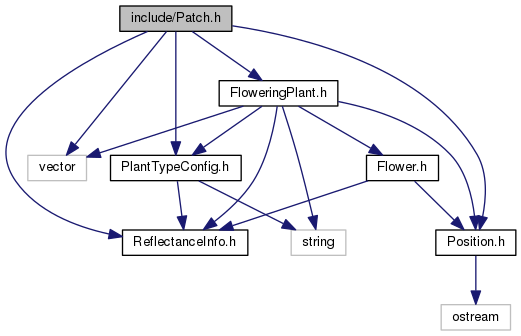 include/Patch.h
FloweringPlant.h
vector
PlantTypeConfig.h
Flower.h
ReflectanceInfo.h
string
Position.h
ostream